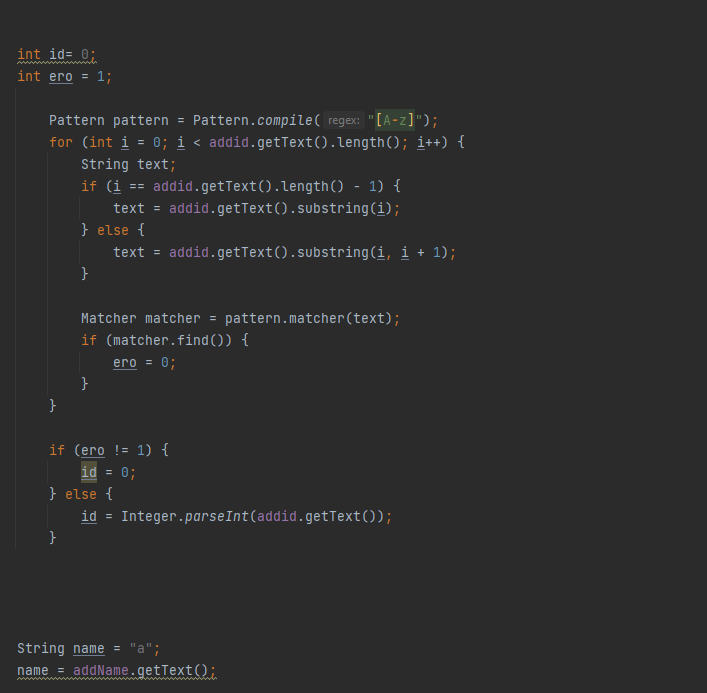 int id= 0;
int ero = 1;
Pattern pattern = Pattern.compile( regex: "[A-z]");
for (int i = 0; i < addid.getText().length(); i++) {
String text;
if (i == addid.getText().length() - 1) {
text = addid.getText().substring(i);
} else {
text = addid.getText().substring(i, i + 1);
}
Matcher matcher = pattern.matcher(text);
if (matcher.find()) {
ero = 0;
}
}
if (ero != 1) {
id = 0;
} else {
id = Integer.parseInt(addid.getText());
}
String name = "a";
name = addName.getText();